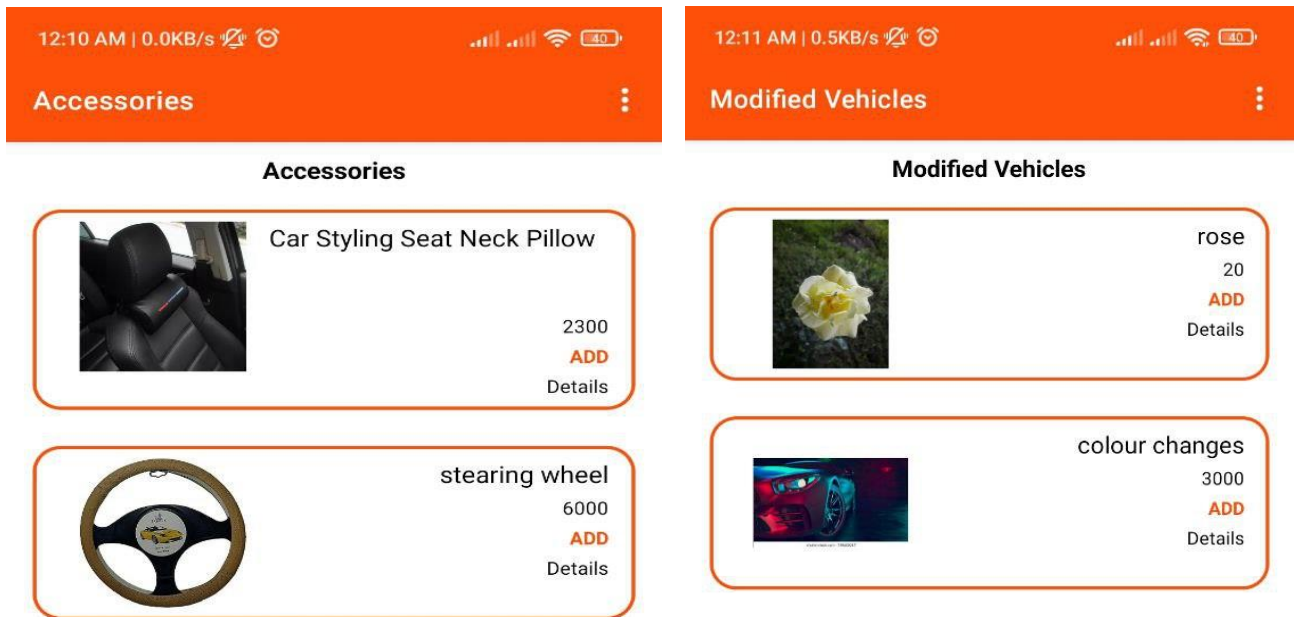 12:10 AM | 0.0KB/s
40
Accessories
Accessories
Car Styling Seat Neck Pillow
2300
ADD
Details
stearing wheel
6000
ADD
Details
12:11 AM | 0.5KB/s
40
Modified Vehicles
Modified Vehicles
rose
20
ADD
Details
colour changes
3000
ADD
Details